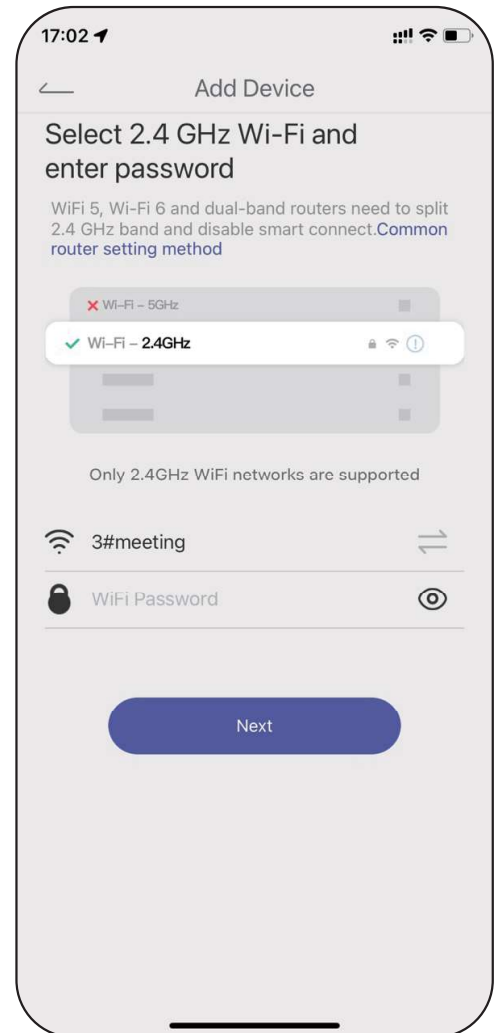 17:02
Add Device
Select 2.4 GHz Wi-Fi and
enter password
WiFi 5, Wi-Fi 6 and dual-band routers need to split
2.4 GHz band and disable smart connect.Common
router setting method
Wi-Fi – 5GHz
Wi-Fi – 2.4GHz
Only 2.4GHz WiFi networks are supported
3#meeting
WiFi Password
Next